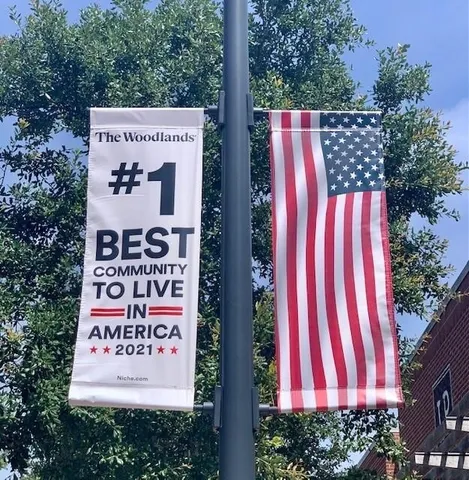 The Woodlands
#1
BEST
COMMUNITY
TO LIVE
IN
AMERICA
2021
Niche.com